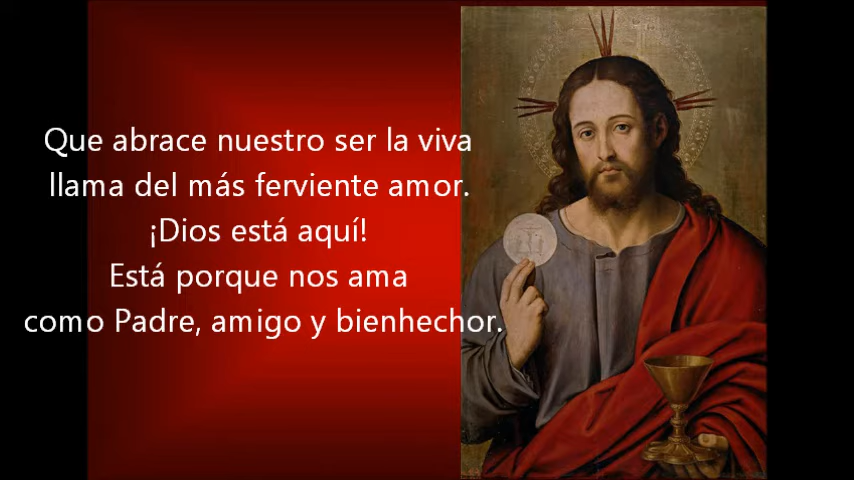 Que abrace nuestro ser la viva
llama del más ferviente amor.
¡Dios está aquí!
Está porque nos ama
como Padre, amigo y bienhechor.